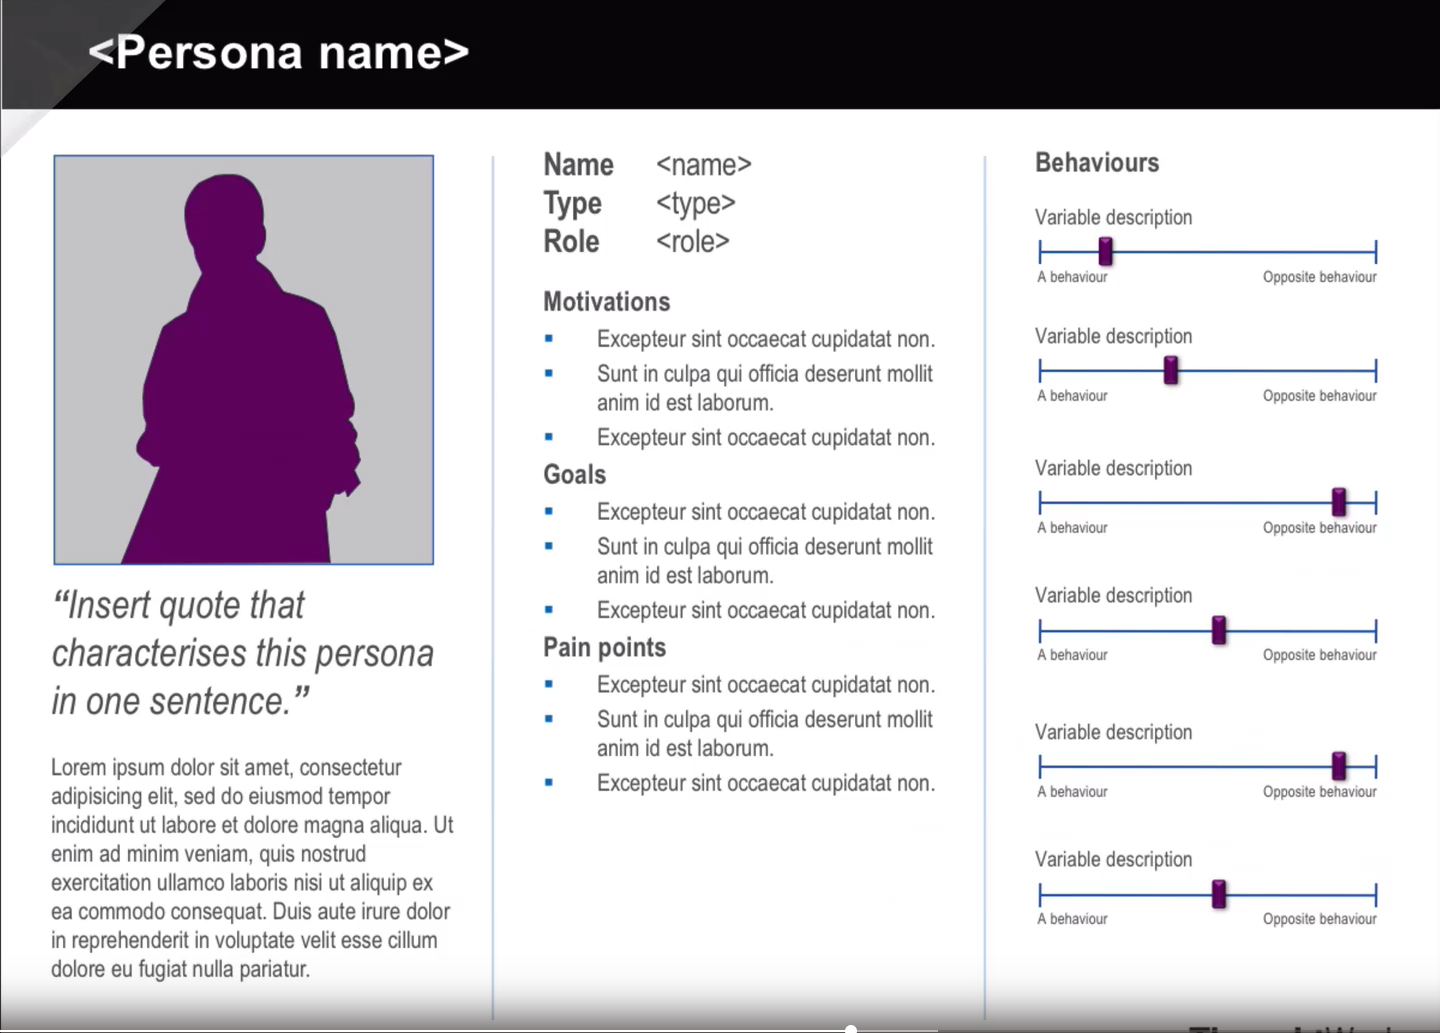 <Persona name>
“Insert quote that
characterises this persona
in one sentence.”
Lorem ipsum dolor sit amet, consectetur
adipisicing elit, sed do eiusmod tempor
incididunt ut labore et dolore magna aliqua. Ut
enim ad minim veniam, quis nostrud
exercitation ullamco laboris nisi ut aliquip ex
ea commodo consequat. Duis aute irure dolor
in reprehenderit in voluptate velit esse cillum
dolore eu fugiat nulla pariatur.
Name <name>
Type <type>
Role <role>
Motivations
Excepteur sint occaecat cupidatat non.
Sunt in culpa qui officia deserunt mollit
anim id est laborum.
Excepteur sint occaecat cupidatat non.
Goals
Excepteur sint occaecat cupidatat non.
Sunt in culpa qui officia deserunt mollit
anim id est laborum.
Excepteur sint occaecat cupidatat non.
Pain points
Excepteur sint occaecat cupidatat non.
Sunt in culpa qui officia deserunt mollit
anim id est laborum.
Excepteur sint occaecat cupidatat non.
Behaviours
Variable description
A behaviour Opposite behaviour
Variable description
A behaviour Opposite behaviour
Variable description
A behaviour Opposite behaviour
Variable description
A behaviour Opposite behaviour
Variable description
A behaviour Opposite behaviour
Variable description
A behaviour Opposite behaviour